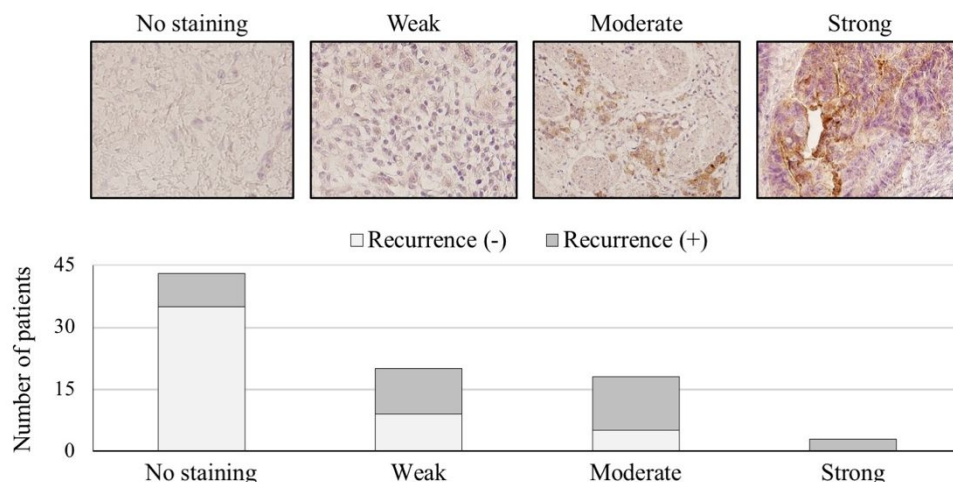 No staining Weak Moderate Strong
Recurrence (-) Recurrence (+)
Number of patients
45
30
15
0
No staining Weak Moderate Strong